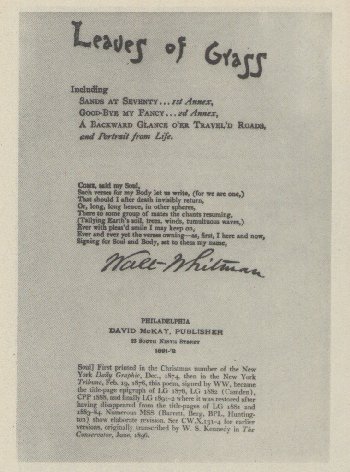 Leaves of Grass
Including
SANDS AT SEVENTY... 1st Annex,
GOOD-BYE MY FANCY... 2d Annex,
A BACKWARD GLANCE O'ER TRAVEL'D ROADS,
and Portrait from Life.
COME, said my Soul,
Such verses for my Body let us write, (for we are one,)
That should I after death invisibly return,
Or, long, long hence, in other spheres,
There to some group of mates the chants resuming,
(Tallying Earth's soil, trees, winds, tumultuous waves,)
Ever with pleas'd smile I may keep on,
Ever and ever yet the verses owning—as, first, I here and now,
Signing for Soul and Body, set to them my name,
Walt Whitman
PHILADELPHIA
DAVID McKAY, PUBLISHER
23 SOUTH NINTH STREET
1891-'2
Soul] First printed in the Christmas number of the New
York Daily Graphic, Dec., 1874, then in the New York
Tribune, Feb. 19, 1876, this poem, signed by WW, became
the title-page epigraph of LG 1876, LG 1882 (Camden),
CPP 1888, and finally LG 1891-2 where it was restored after
having disappeared from the title-pages of LG 1881 and
1883-84. Numerous MSS (Barrett, Berg, BPL, Hunting-
ton) show elaborate revision. See CW.X.131-4 for earlier
versions, originally transcribed by W. S. Kennedy in The
Conservator, June, 1896.